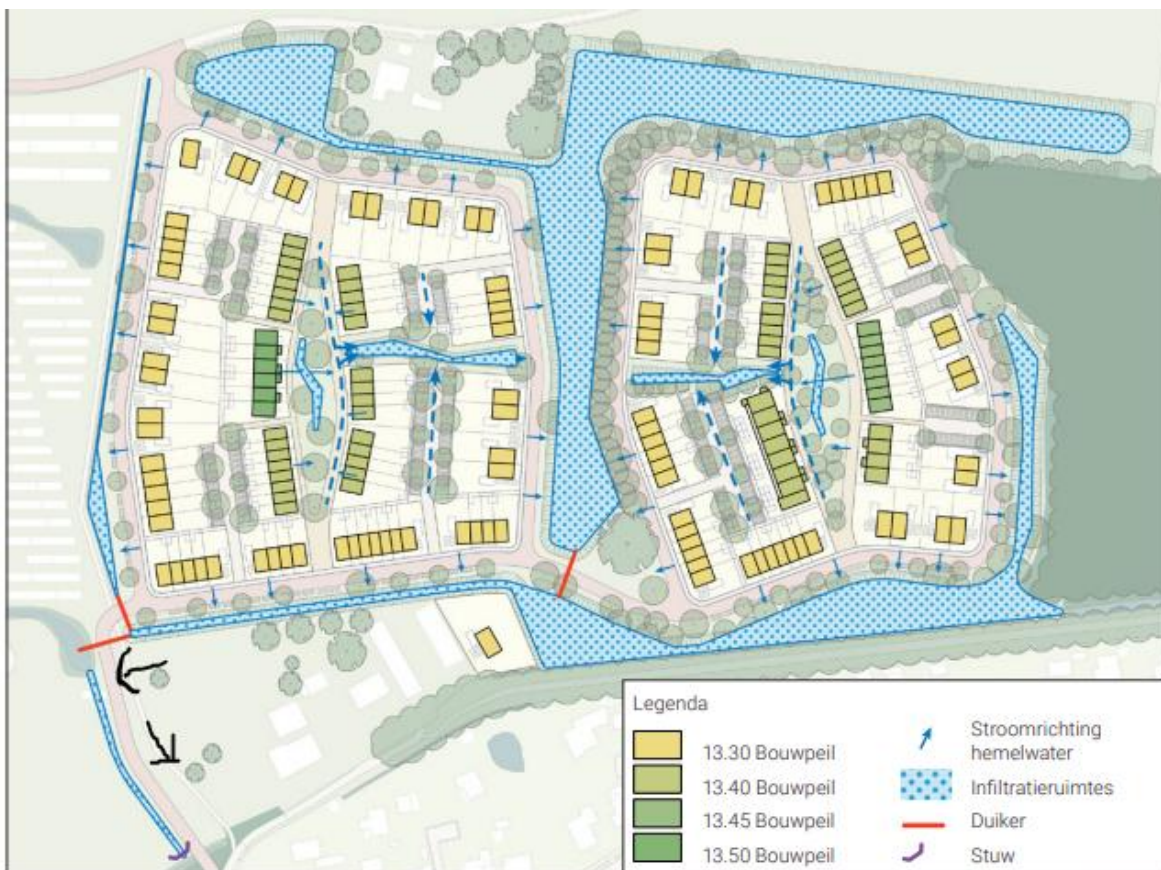 Legenda
13.30 Bouwpeil
13.40 Bouwpeil
13.45 Bouwpeil
13.50 Bouwpeil
Stroomrichting
hemelwater
Infiltratieruimtes
Duiker
Stuw